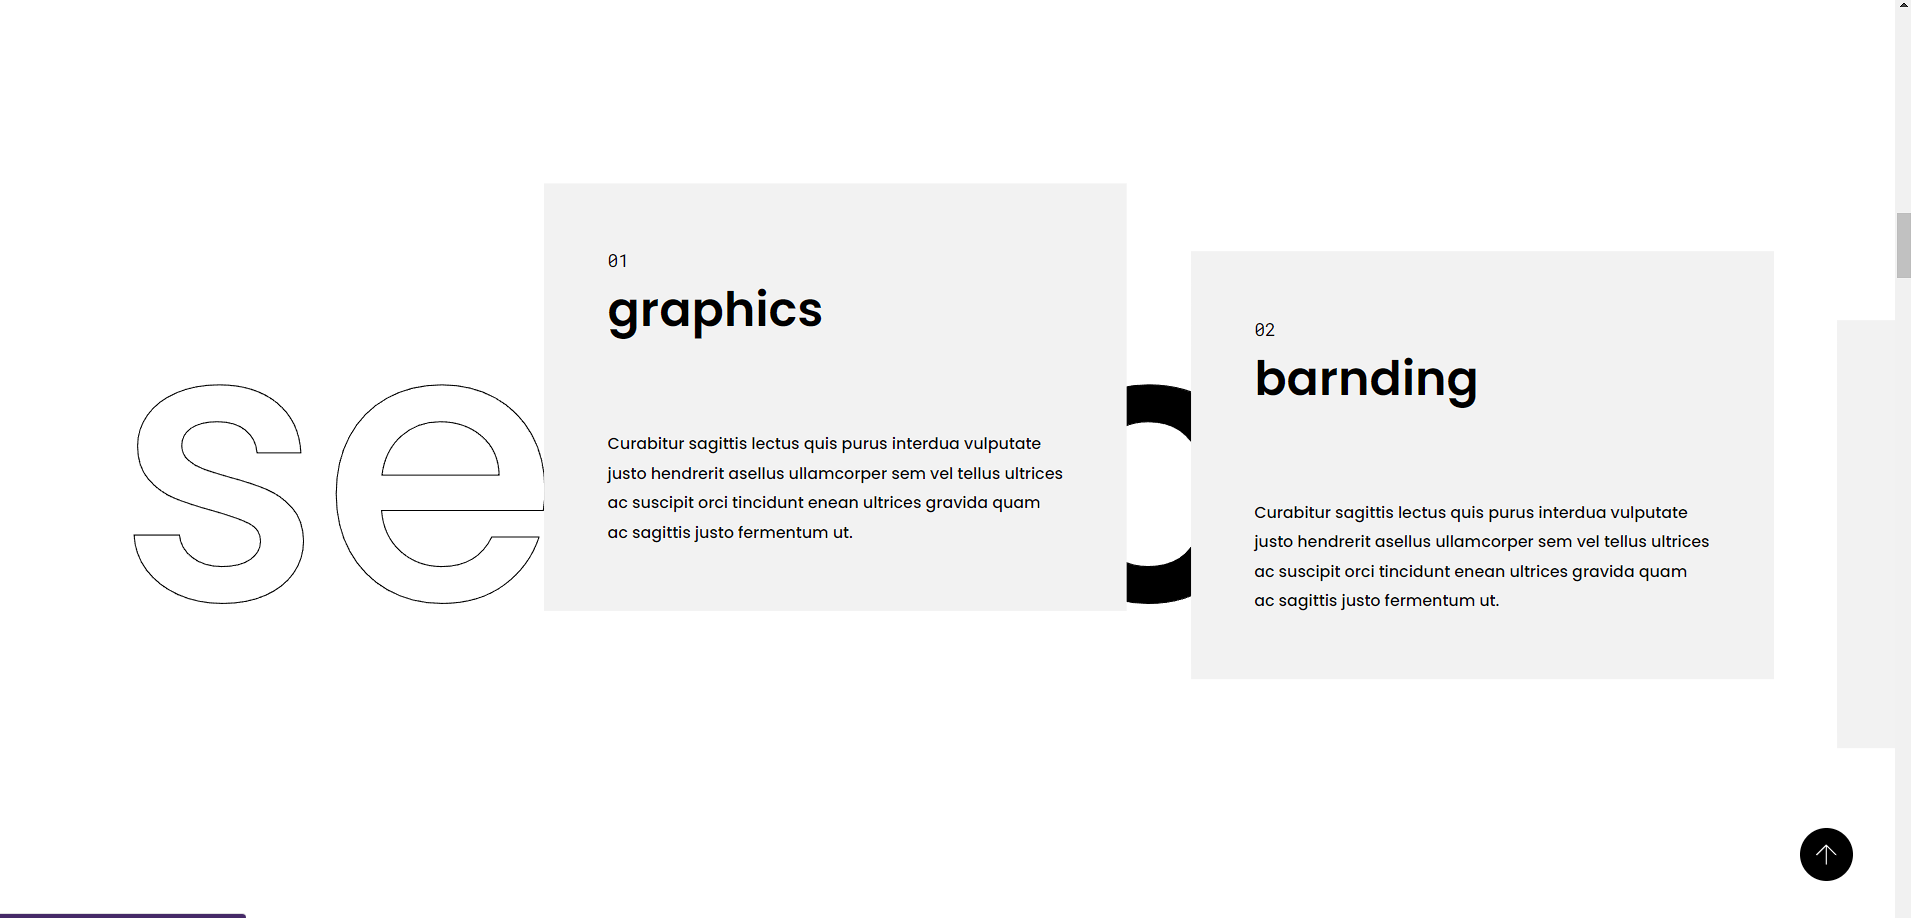 se
01
graphics
Curabitur sagittis lectus quis purus interdua vulputate
justo hendrerit asellus ullamcorper sem vel tellus ultrices
ac suscipit orci tincidunt enean ultrices gravida quam
ac sagittis justo fermentum ut.
02
barnding
Curabitur sagittis lectus quis purus interdua vulputate
justo hendrerit asellus ullamcorper sem vel tellus ultrices
ac suscipit orci tincidunt enean ultrices gravida quam
ac sagittis justo fermentum ut.